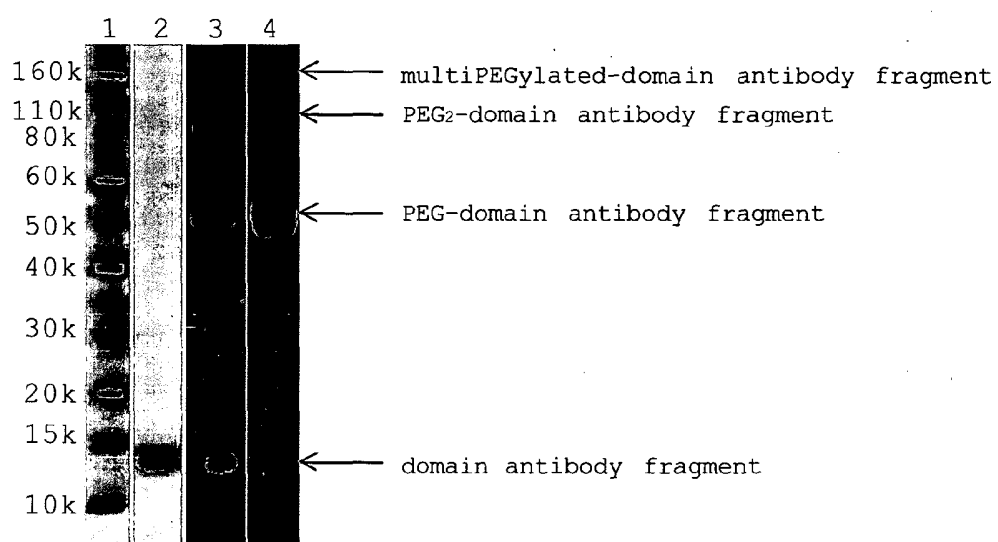 1 2 3 4
160k
multiPEGylated-domain antibody fragment
110k
PEG2-domain antibody fragment
80k
60k
PEG-domain antibody fragment
50k
40k
30k
20k
15k
domain antibody fragment
10k